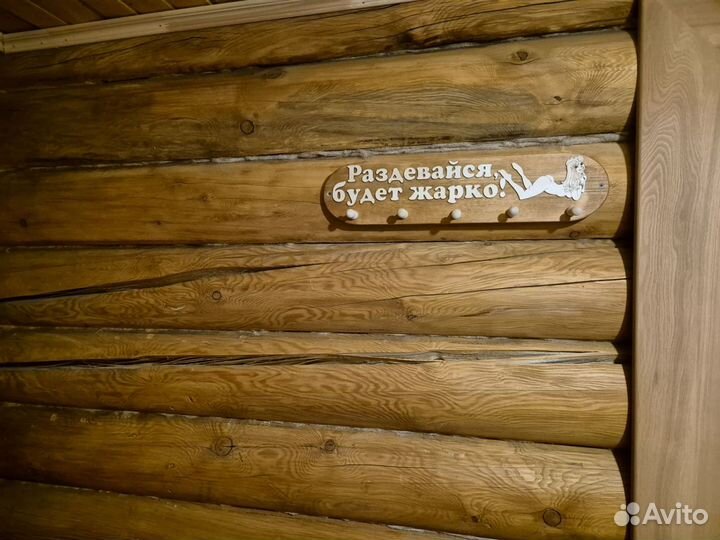 Раздевайся,
будет жарко!
Avito